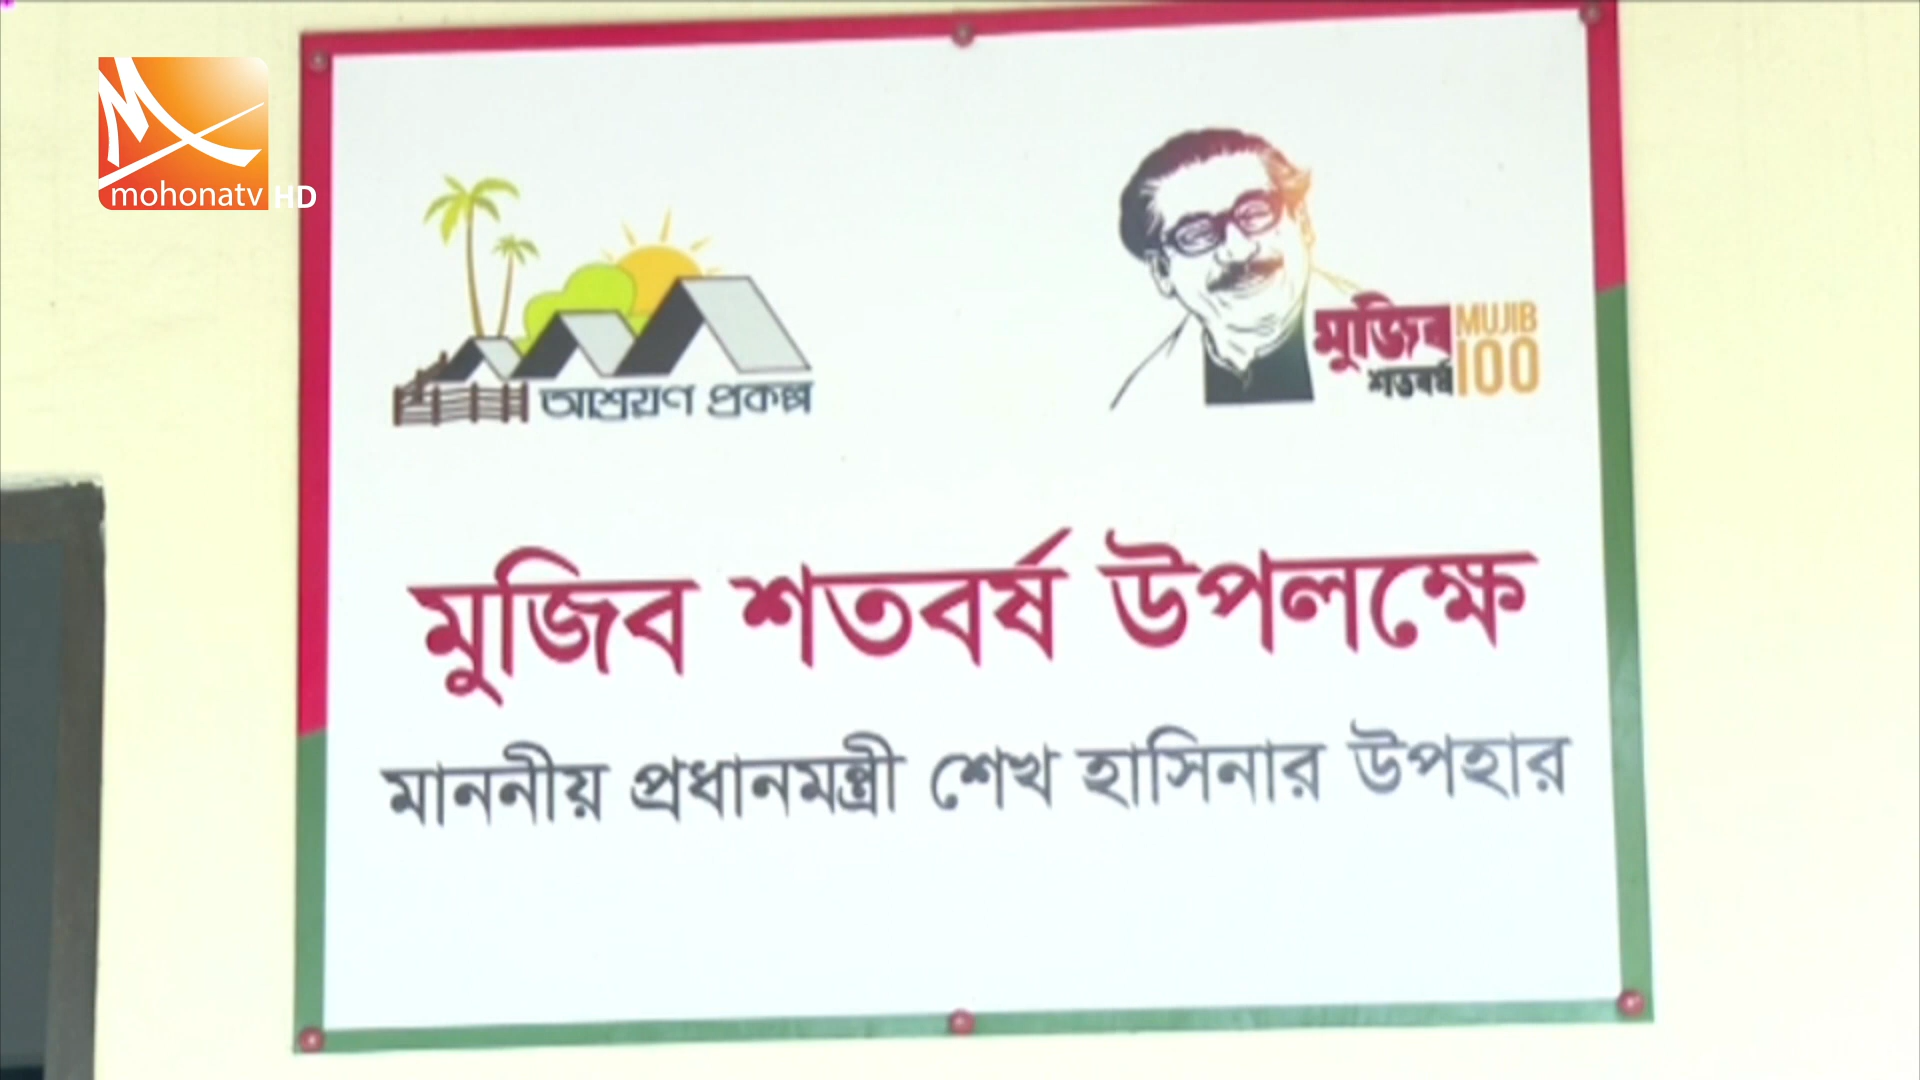 mohonatv HD
আশ্রয়ণ প্রকল্প
মুজিব MUJIB
শতবর্ষ 100
মুজিব শতবর্ষ উপলক্ষে
মাননীয় প্রধানমন্ত্রী শেখ হাসিনার উপহার